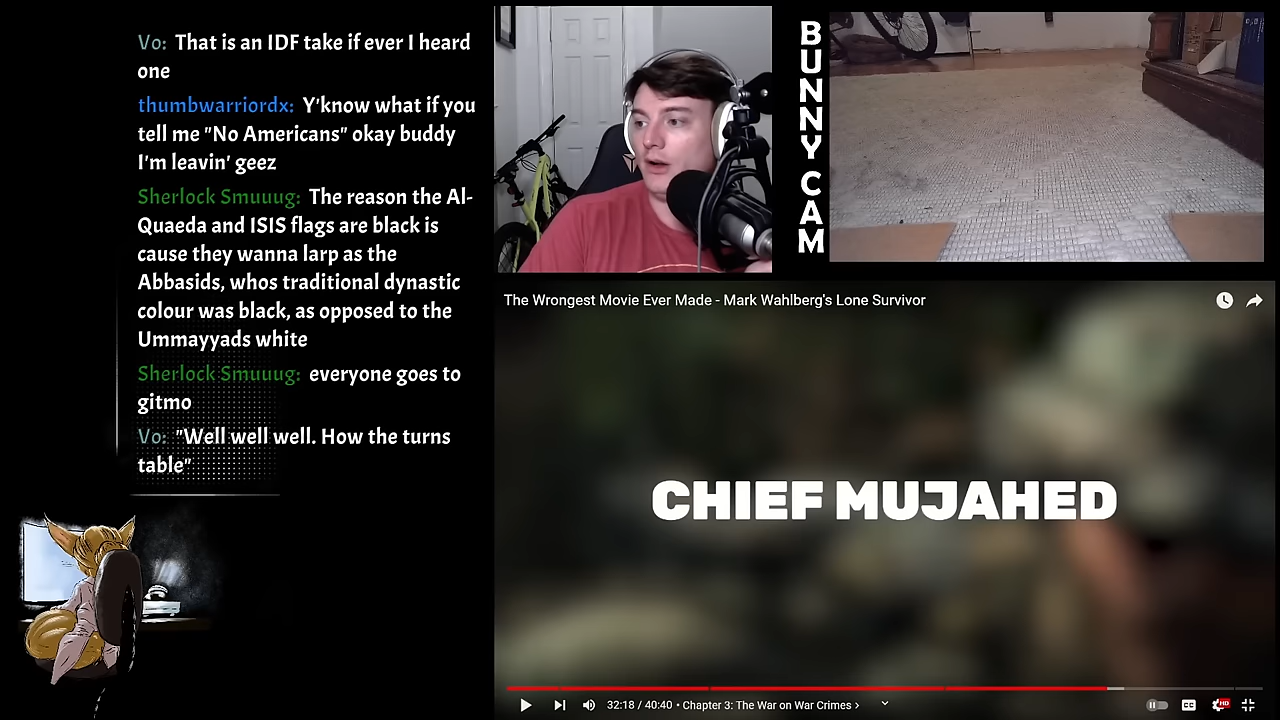 Vo: That is an IDF take if ever I heard
one
thumbwarriordx: Y'know what if you
tell me "No Americans" okay buddy
I'm leavin' geez
Sherlock Smuuug: The reason the Al-
Quaeda and ISIS flags are black is
cause they wanna larp as the
Abbasids, whos traditional dynastic
colour was black, as opposed to the
Ummayyads white
Sherlock Smuuug: everyone goes to
gitmo
Vo: "Well well well. How the turns
table"
BUNNY CAM
The Wrongest Movie Ever Made - Mark Wahlberg's Lone Survivor
CHIEF MUJAHED
32:18 / 40:40 • Chapter 3: The War on War Crimes ›
CC
HD